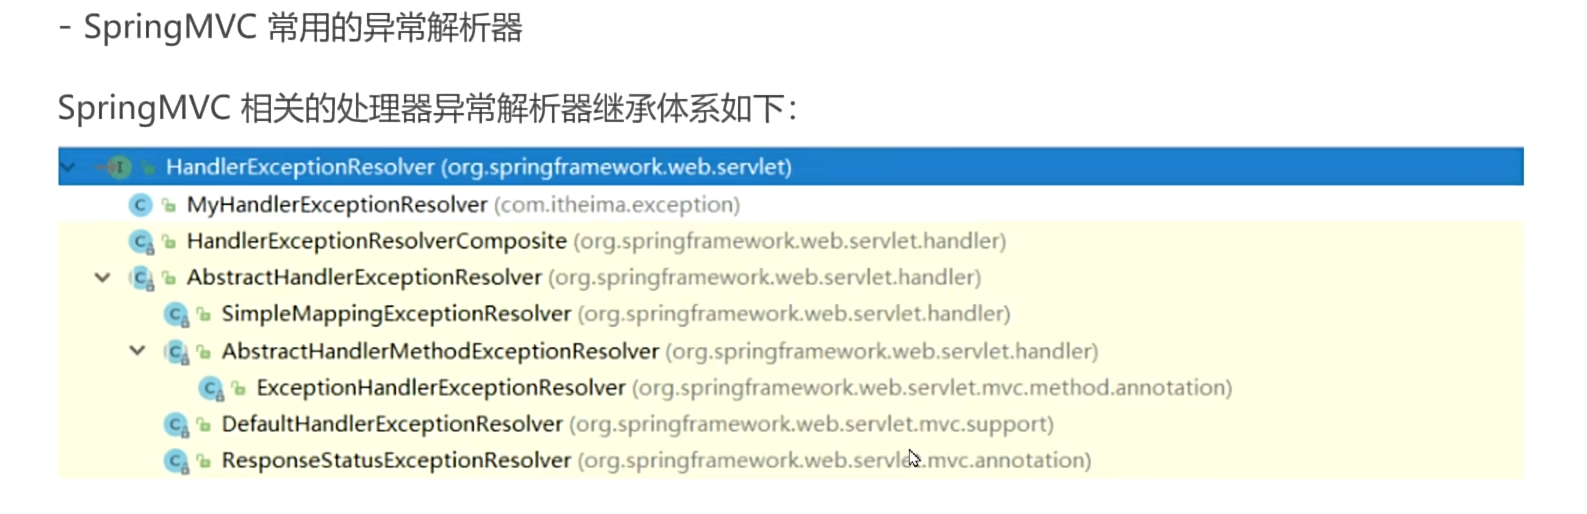 - SpringMVC 常用的异常解析器
SpringMVC 相关的处理器异常解析器继承体系如下：
HandlerExceptionResolver (org.springframework.web.servlet)
MyHandlerExceptionResolver (com.itheima.exception)
HandlerExceptionResolverComposite (org.springframework.web.servlet.handler)
AbstractHandlerExceptionResolver (org.springframework.web.servlet.handler)
SimpleMappingExceptionResolver (org.springframework.web.servlet.handler)
AbstractHandlerMethodExceptionResolver (org.springframework.web.servlet.handler)
ExceptionHandlerExceptionResolver (org.springframework.web.servlet.mvc.method.annotation)
DefaultHandlerExceptionResolver (org.springframework.web.servlet.mvc.support)
ResponseStatusExceptionResolver (org.springframework.web.servlet.mvc.annotation)